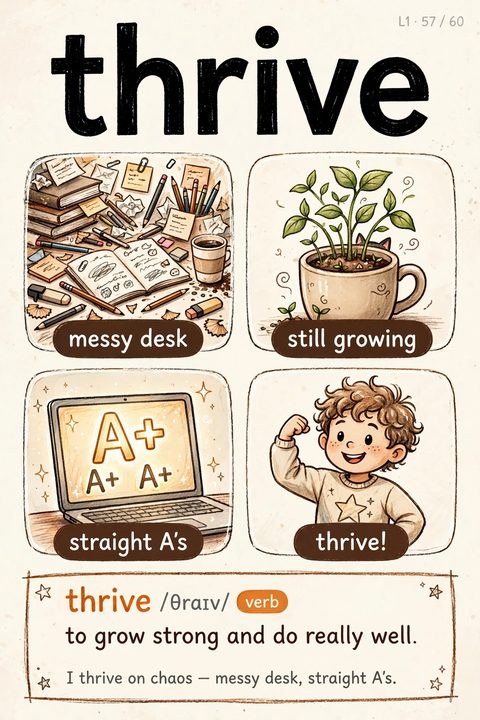 L1 · 57 / 60
thrive
messy desk
still growing
A+
A+ A+
straight A's
thrive!
thrive /θraɪv/ verb
to grow strong and do really well.
I thrive on chaos – messy desk, straight A's.